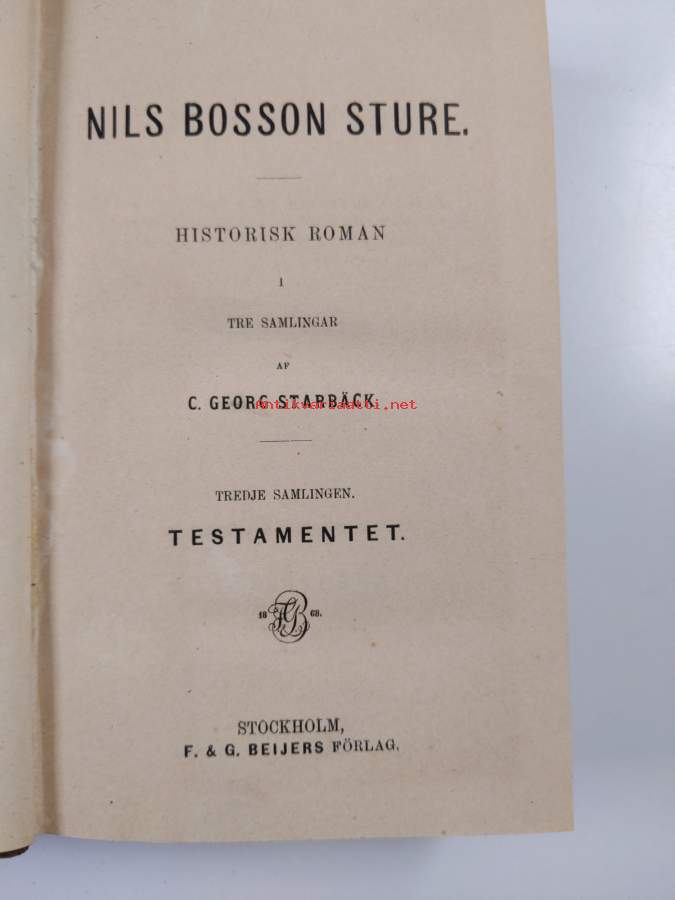 NILS BOSSON STURE.
HISTORISK ROMAN
I
TRE SAMLINGAR
AF
C. GEORG STARBÄCK.
antikvariaatti.net
TREDJE SAMLINGEN.
TESTAMENTET.
18 FGB 68.
STOCKHOLM,
F. & G. BEIJERS FÖRLAG.